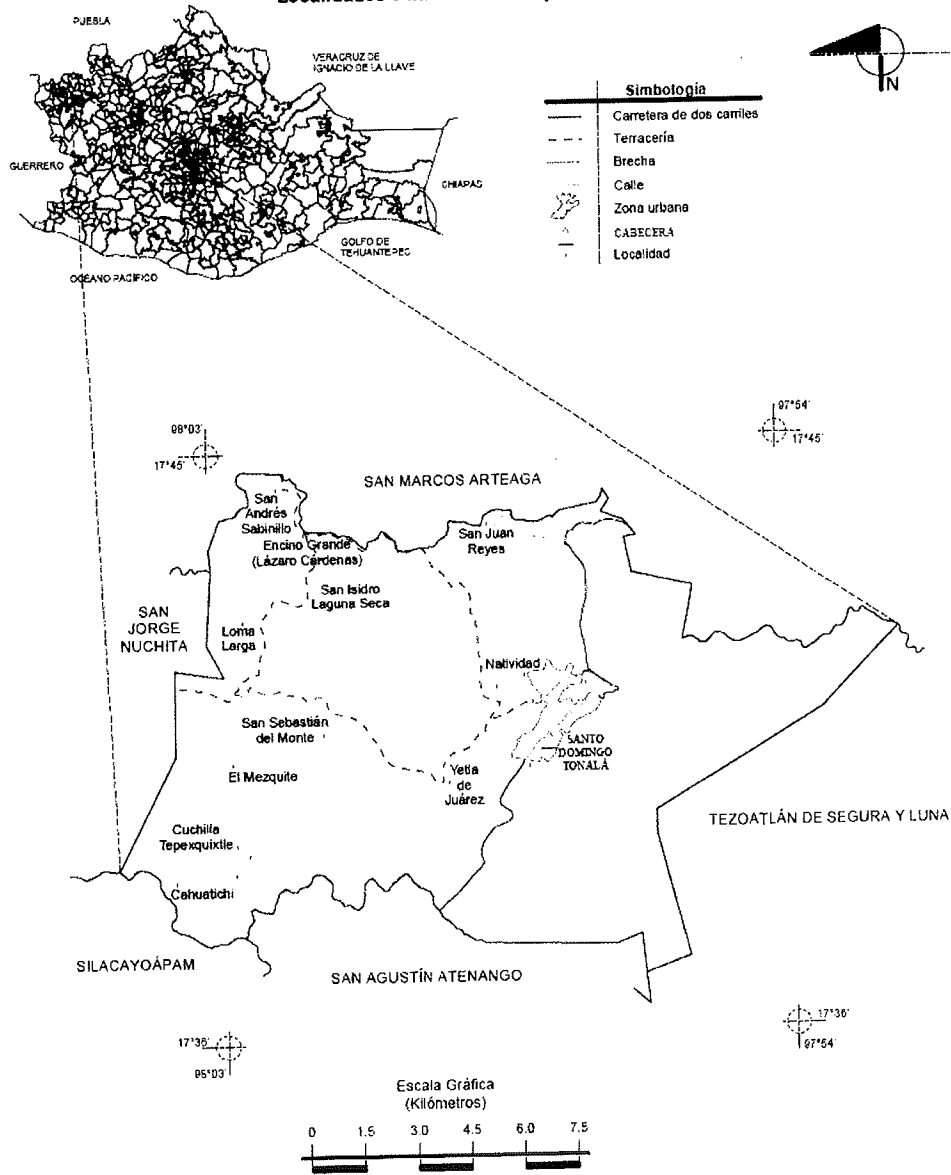 PUEBLA
VERACRUZ DE
IGNACIO DE LA LLAVE
GUERRERO
CHIAPAS
GOLFO DE
TEHUANTEPEC
OCÉANO PACIFICO
N
Simbología
Carretera de dos carriles
Terracería
Brecha
Calle
Zona urbana
CABECERA
Localidad
98°03'
17°45'
97°54'
17°45'
SAN MARCOS ARTEAGA
San
Andrés
Sabinillo
Encino Grande
(Lázaro Cárdenas)
San Juan
Reyes
San Isidro
Laguna Seca
SAN
JORGE
NUCHITA
Loma
Larga
Natividad
San Sebastián
del Monte
SANTO
DOMINGO
TONALÁ
El Mezquite
Yetla
de
Juárez
TEZOATLÁN DE SEGURA Y LUNA
Cuchilla
Tepexquixtle
Cahuatichi
SILACAYOÁPAM
SAN AGUSTÍN ATENANGO
17°36'
97°54'
17°36'
98°03'
Escala Gráfica
(Kilómetros)
0 1.5 3.0 4.5 6.0 7.5